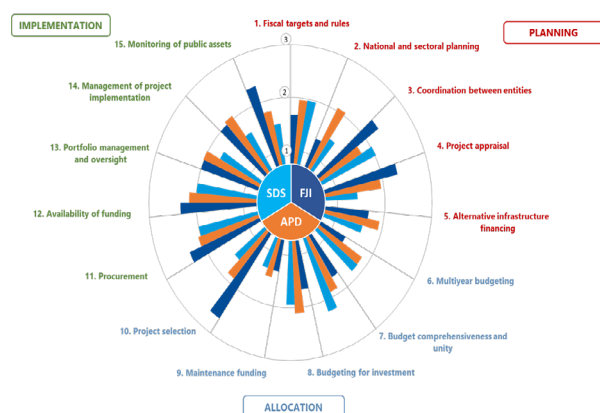 IMPLEMENTATION
PLANNING
1. Fiscal targets and rules
2. National and sectoral planning
3. Coordination between entities
4. Project appraisal
5. Alternative infrastructure
financing
6. Multiyear budgeting
7. Budget comprehensiveness and
unity
8. Budgeting for investment
9. Maintenance funding
10. Project selection
11. Procurement
12. Availability of funding
13. Portfolio management
and oversight
14. Management of project
implementation
15. Monitoring of public assets
3
2
1
SDS
FJI
APD
ALLOCATION